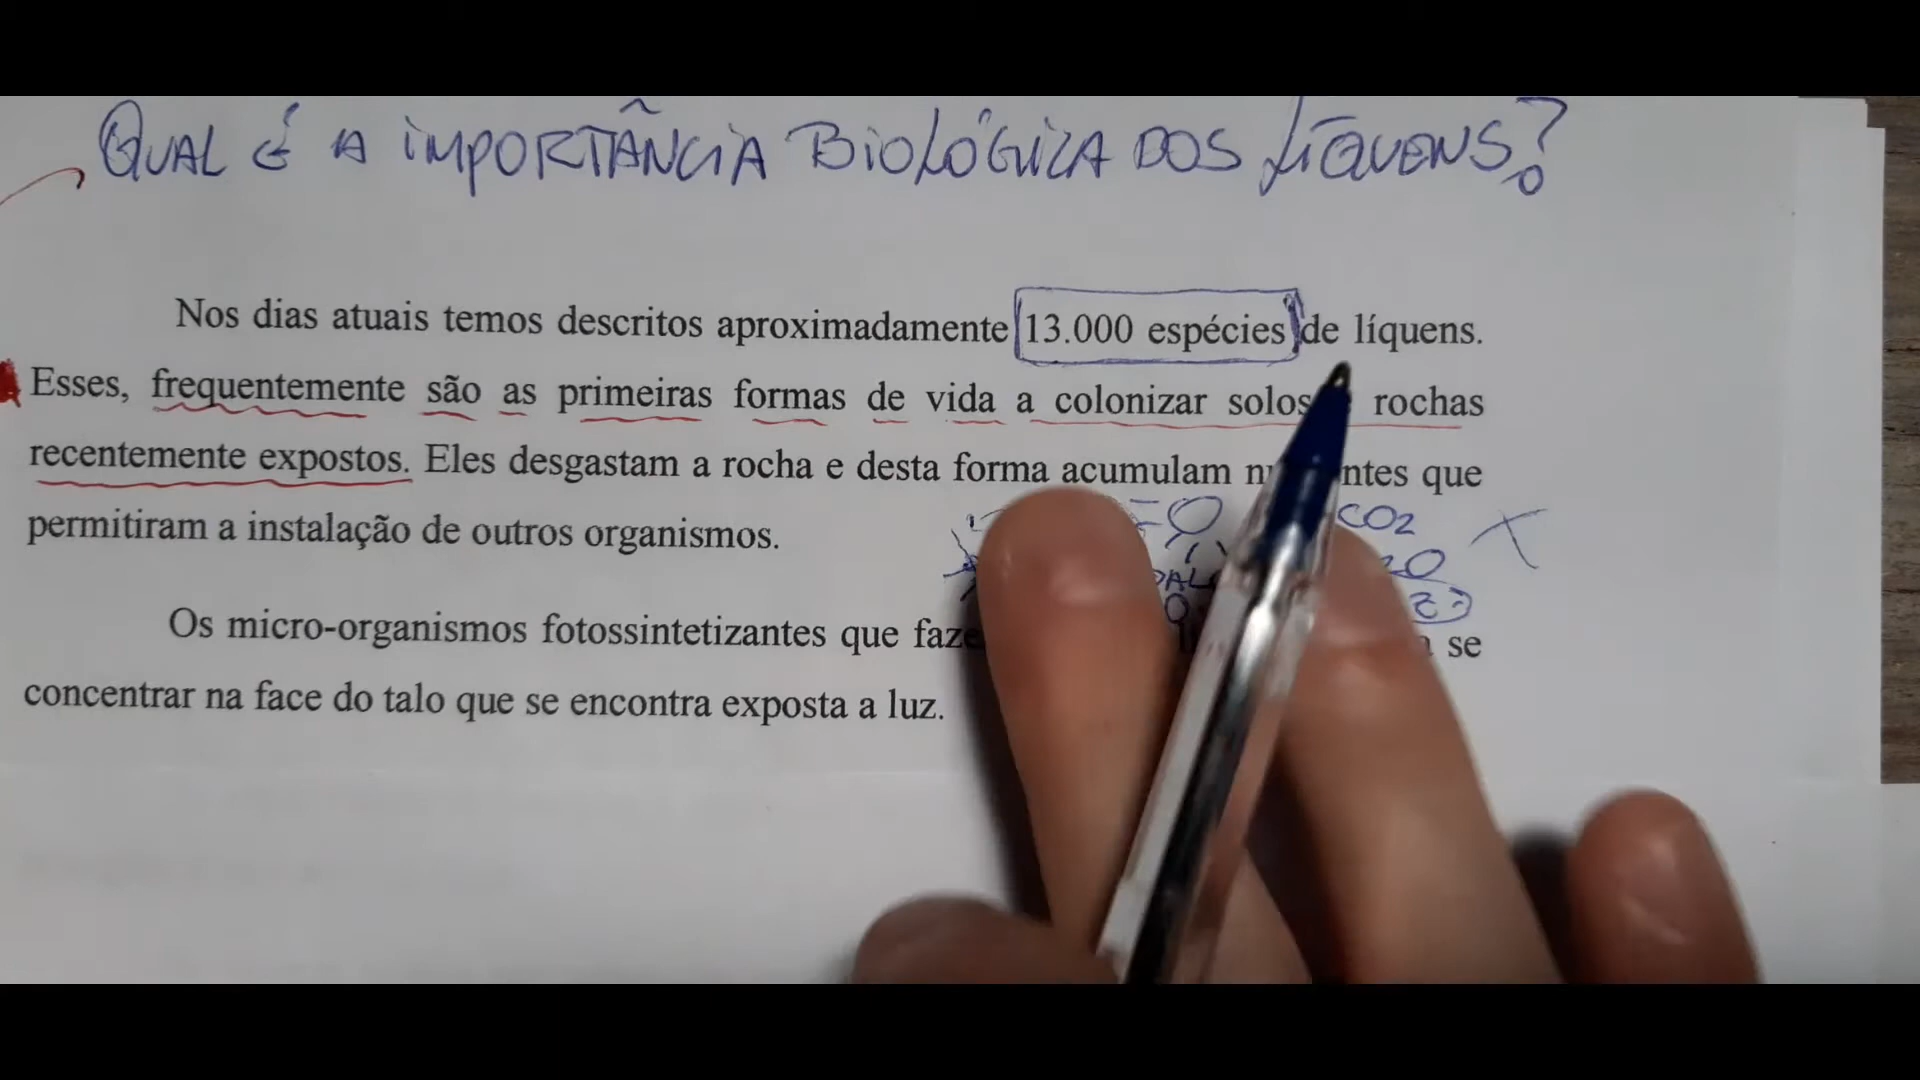 QUAL É A IMPORTÂNCIA BIOLÓGICA DOS LÍQUENS?
Nos dias atuais temos descritos aproximadamente 13.000 espécies de líquens.
Esses, frequentemente são as primeiras formas de vida a colonizar solos rochas
recentemente expostos. Eles desgastam a rocha e desta forma acumulam que
permitiram a instalação de outros organismos.
CO2
Os micro-organismos fotossintetizantes que se
concentrar na face do talo que se encontra exposta a luz.